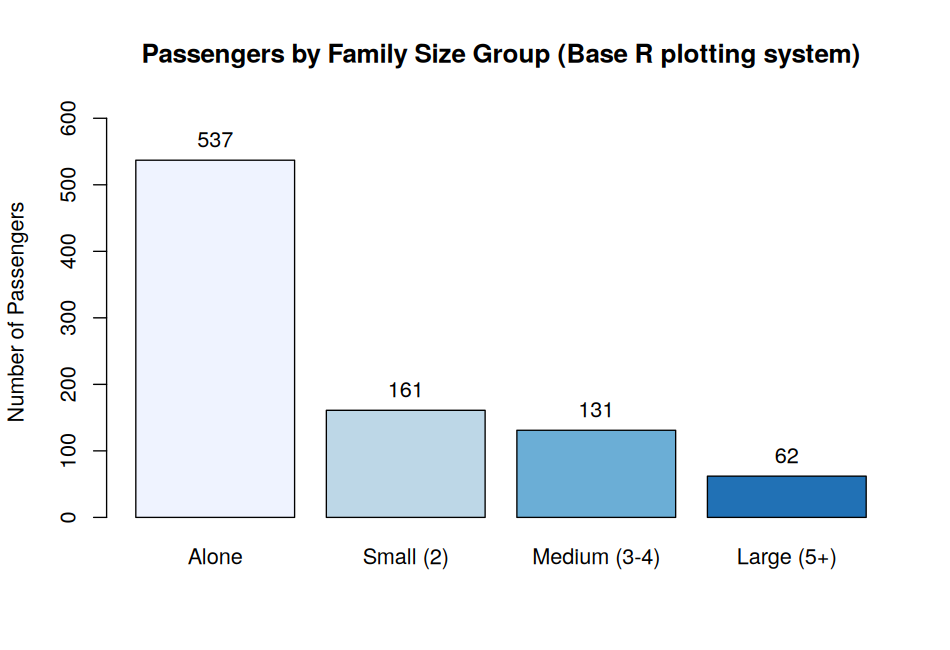 Passengers by Family Size Group (Base R plotting system)
Number of Passengers
600
500
400
300
200
100
0
537
161
131
62
Alone
Small (2)
Medium (3-4)
Large (5+)